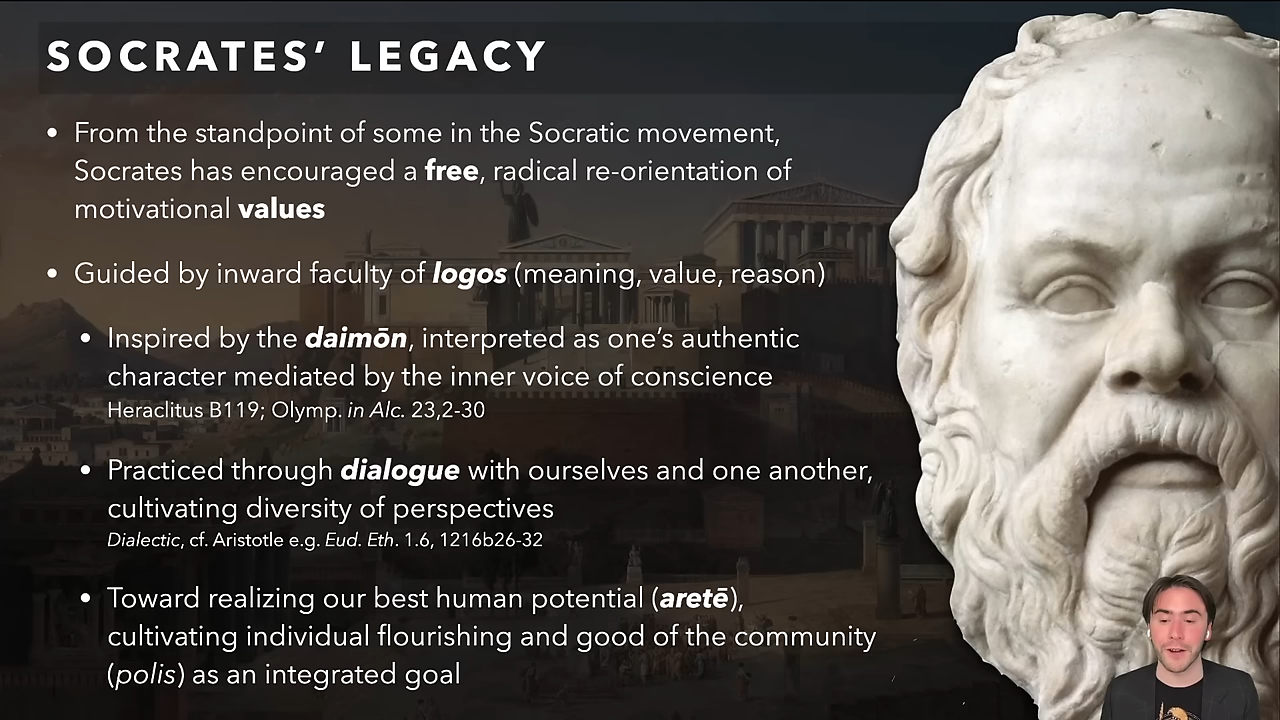 SOCRATES’ LEGACY
• From the standpoint of some in the Socratic movement,
Socrates has encouraged a free, radical re-orientation of
motivational values
• Guided by inward faculty of logos (meaning, value, reason)
• Inspired by the daimōn, interpreted as one’s authentic
character mediated by the inner voice of conscience
Heraclitus B119; Olymp. in Alc. 23,2-30
• Practiced through dialogue with ourselves and one another,
cultivating diversity of perspectives
Dialectic, cf. Aristotle e.g. Eud. Eth. 1.6, 1216b26-32
• Toward realizing our best human potential (aretē),
cultivating individual flourishing and good of the community
(polis) as an integrated goal